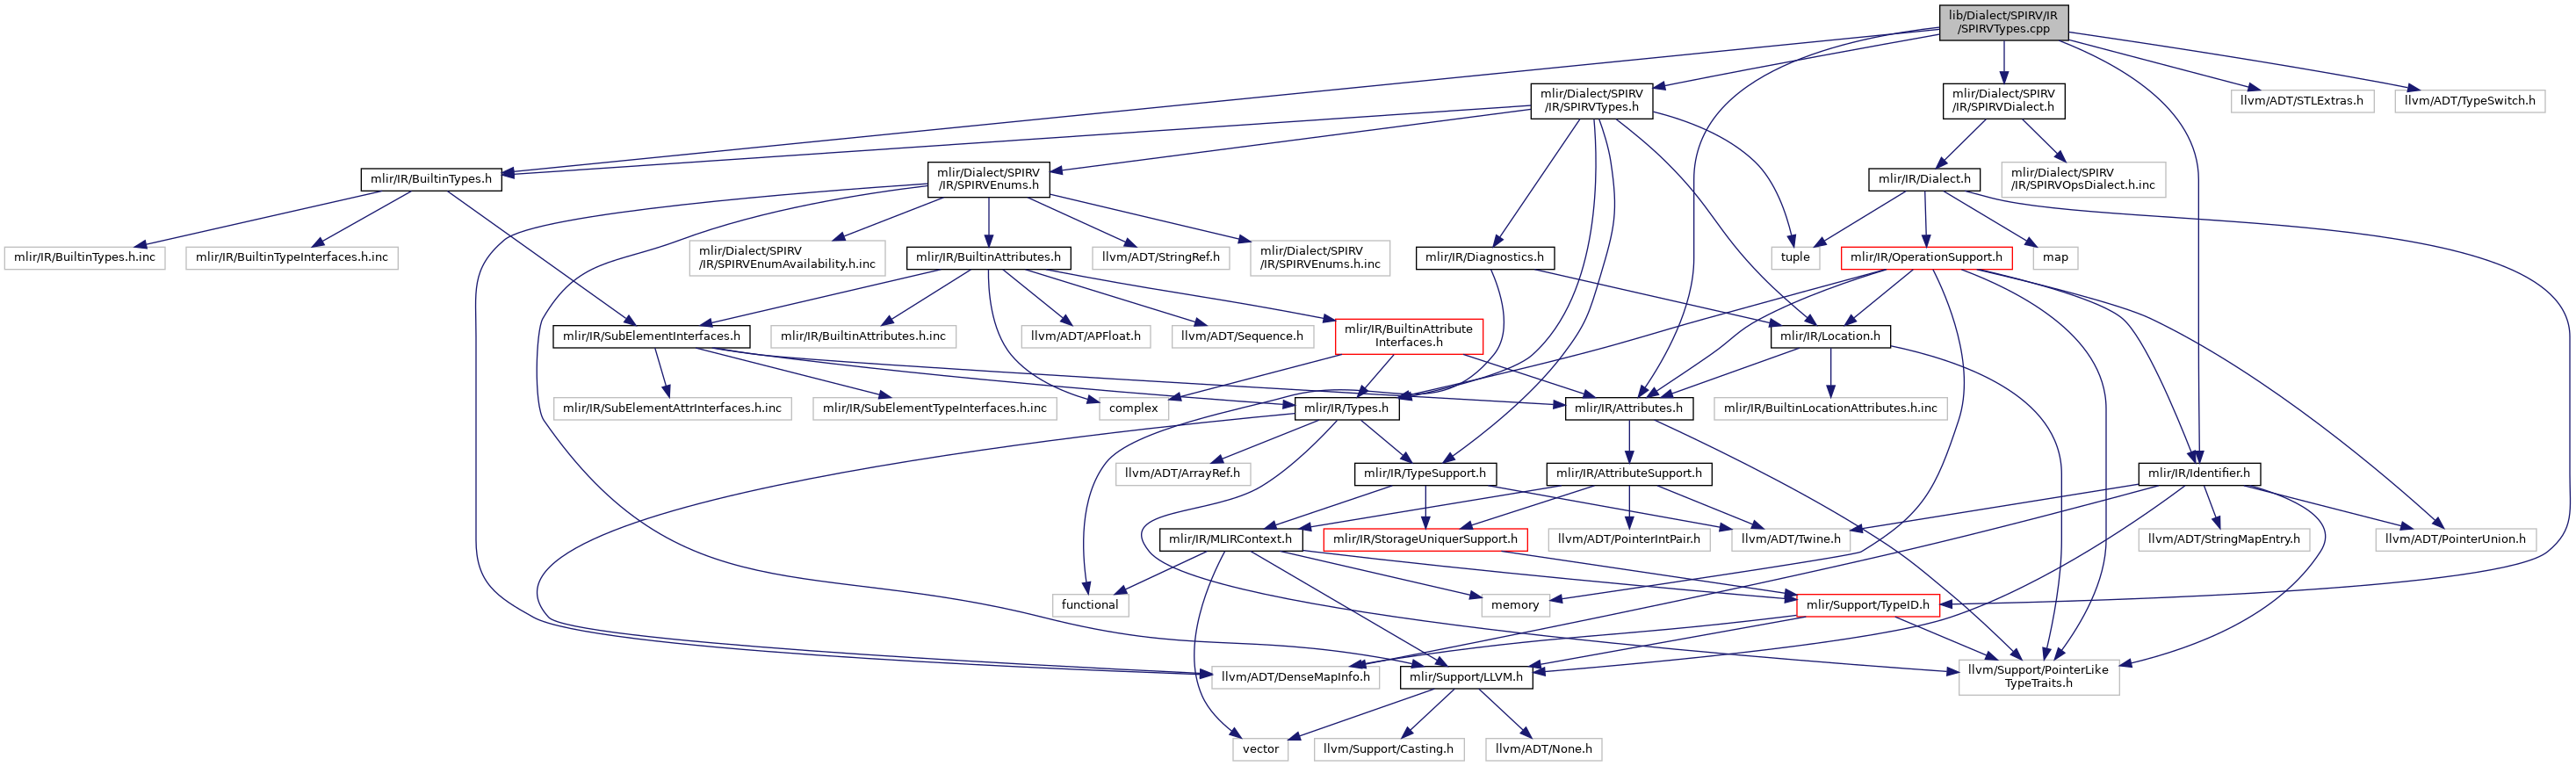 lib/Dialect/SPIRV/IR
/SPIRVTypes.cpp
mlir/Dialect/SPIRV
/IR/SPIRVTypes.h
mlir/Dialect/SPIRV
/IR/SPIRVDialect.h
llvm/ADT/STLExtras.h
llvm/ADT/TypeSwitch.h
mlir/IR/BuiltinTypes.h
mlir/Dialect/SPIRV
/IR/SPIRVEnums.h
mlir/IR/Dialect.h
mlir/Dialect/SPIRV
/IR/SPIRVOpsDialect.h.inc
mlir/IR/BuiltinTypes.h.inc
mlir/IR/BuiltinTypeInterfaces.h.inc
mlir/Dialect/SPIRV
/IR/SPIRVEnumAvailability.h.inc
mlir/IR/BuiltinAttributes.h
llvm/ADT/StringRef.h
mlir/Dialect/SPIRV
/IR/SPIRVEnums.h.inc
mlir/IR/Diagnostics.h
tuple
mlir/IR/OperationSupport.h
map
mlir/IR/SubElementInterfaces.h
mlir/IR/BuiltinAttributes.h.inc
llvm/ADT/APFloat.h
llvm/ADT/Sequence.h
mlir/IR/BuiltinAttribute
Interfaces.h
mlir/IR/Location.h
mlir/IR/SubElementAttrInterfaces.h.inc
mlir/IR/SubElementTypeInterfaces.h.inc
complex
mlir/IR/Types.h
mlir/IR/Attributes.h
mlir/IR/BuiltinLocationAttributes.h.inc
llvm/ADT/ArrayRef.h
mlir/IR/TypeSupport.h
mlir/IR/AttributeSupport.h
mlir/IR/Identifier.h
mlir/IR/MLIRContext.h
mlir/IR/StorageUniquerSupport.h
llvm/ADT/PointerIntPair.h
llvm/ADT/Twine.h
llvm/ADT/StringMapEntry.h
llvm/ADT/PointerUnion.h
functional
memory
mlir/Support/TypeID.h
llvm/ADT/DenseMapInfo.h
mlir/Support/LLVM.h
llvm/Support/PointerLike
TypeTraits.h
vector
llvm/Support/Casting.h
llvm/ADT/None.h